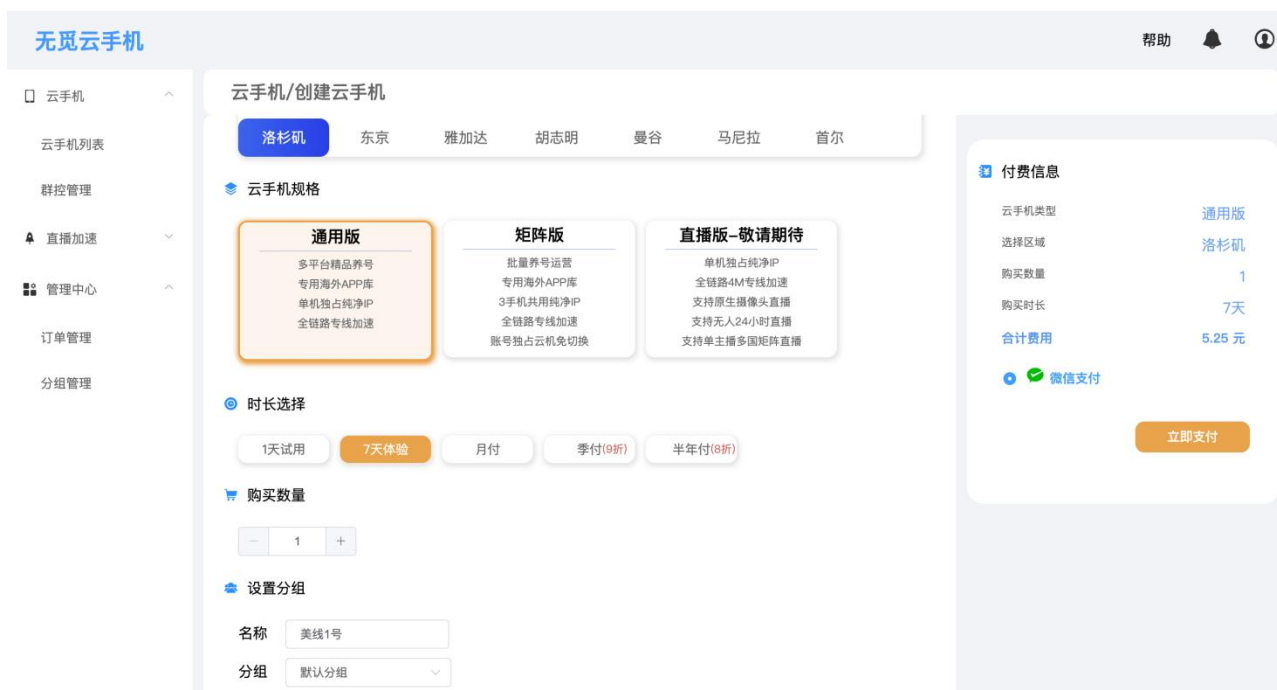 无觅云手机
帮助
云手机
云手机列表
群控管理
直播加速
管理中心
订单管理
分组管理
云手机/创建云手机
洛杉矶 东京 雅加达 胡志明 曼谷 马尼拉 首尔
云手机规格
通用版
多平台精品养号
专用海外APP库
单机独占纯净IP
全链路专线加速
矩阵版
批量养号运营
专用海外APP库
3手机共用纯净IP
全链路专线加速
账号独占云机免切换
直播版-敬请期待
单机独占纯净IP
全链路4M专线加速
支持原生摄像头直播
支持无人24小时直播
支持单主播多国矩阵直播
时长选择
1天试用 7天体验 月付 季付(9折) 半年付(8折)
购买数量
- 1 +
设置分组
名称 美线1号
分组 默认分组
付费信息
云手机类型 通用版
选择区域 洛杉矶
购买数量 1
购买时长 7天
合计费用 5.25 元
微信支付
立即支付